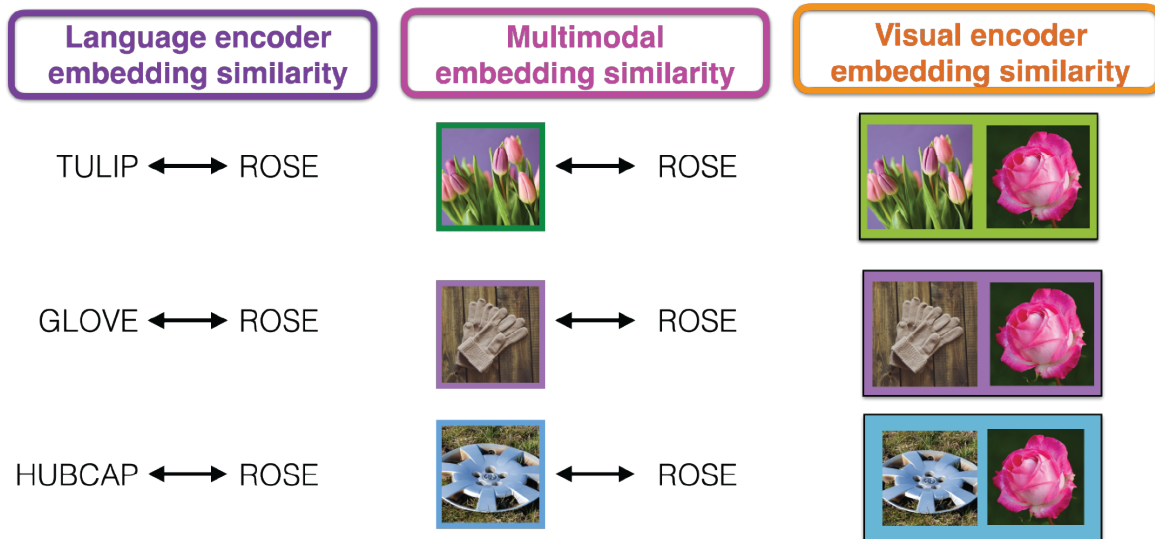 Language encoder
embedding similarity
Multimodal
embedding similarity
Visual encoder
embedding similarity
TULIP ROSE
ROSE
GLOVE ROSE
ROSE
HUBCAP ROSE
ROSE